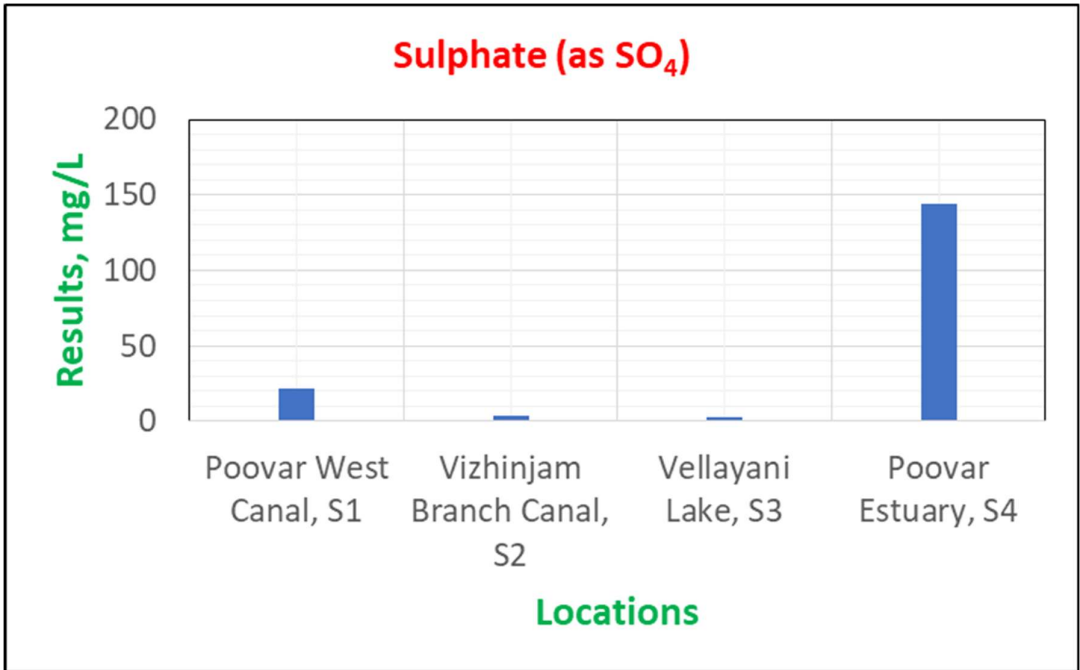 Sulphate (as SO₄)
Results, mg/L
200
150
100
50
0
Poovar West
Canal, S1
Vizhinjam
Branch Canal,
S2
Vellayani
Lake, S3
Poovar
Estuary, S4
Locations